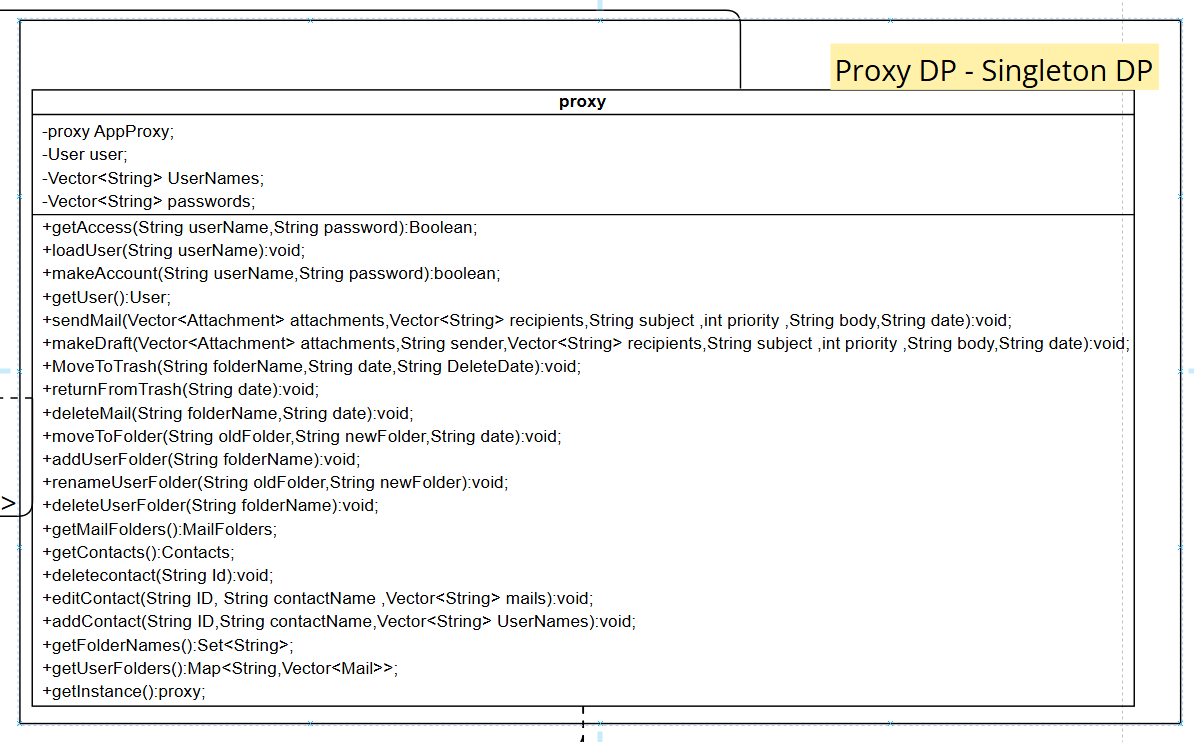 Proxy DP - Singleton DP
proxy
-proxy AppProxy;
-User user;
-Vector<String> UserNames;
-Vector<String> passwords;
+getAccess(String userName,String password):Boolean;
+loadUser(String userName):void;
+makeAccount(String userName,String password):boolean;
+getUser():User;
+sendMail(Vector<Attachment> attachments,Vector<String> recipients,String subject ,int priority ,String body,String date):void;
+makeDraft(Vector<Attachment> attachments,String sender,Vector<String> recipients,String subject ,int priority ,String body,String date):void;
+MoveToTrash(String folderName,String date,String DeleteDate):void;
+returnFromTrash(String date):void;
+deleteMail(String folderName,String date):void;
+moveToFolder(String oldFolder,String newFolder,String date):void;
+addUserFolder(String folderName):void;
+renameUserFolder(String oldFolder,String newFolder):void;
+deleteUserFolder(String folderName):void;
+getMailFolders():MailFolders;
+getContacts():Contacts;
+deletecontact(String Id):void;
+editContact(String ID, String contactName ,Vector<String> mails):void;
+addContact(String ID,String contactName,Vector<String> UserNames):void;
+getFolderNames():Set<String>;
+getUserFolders():Map<String,Vector<Mail>>;
+getInstance():proxy;
>